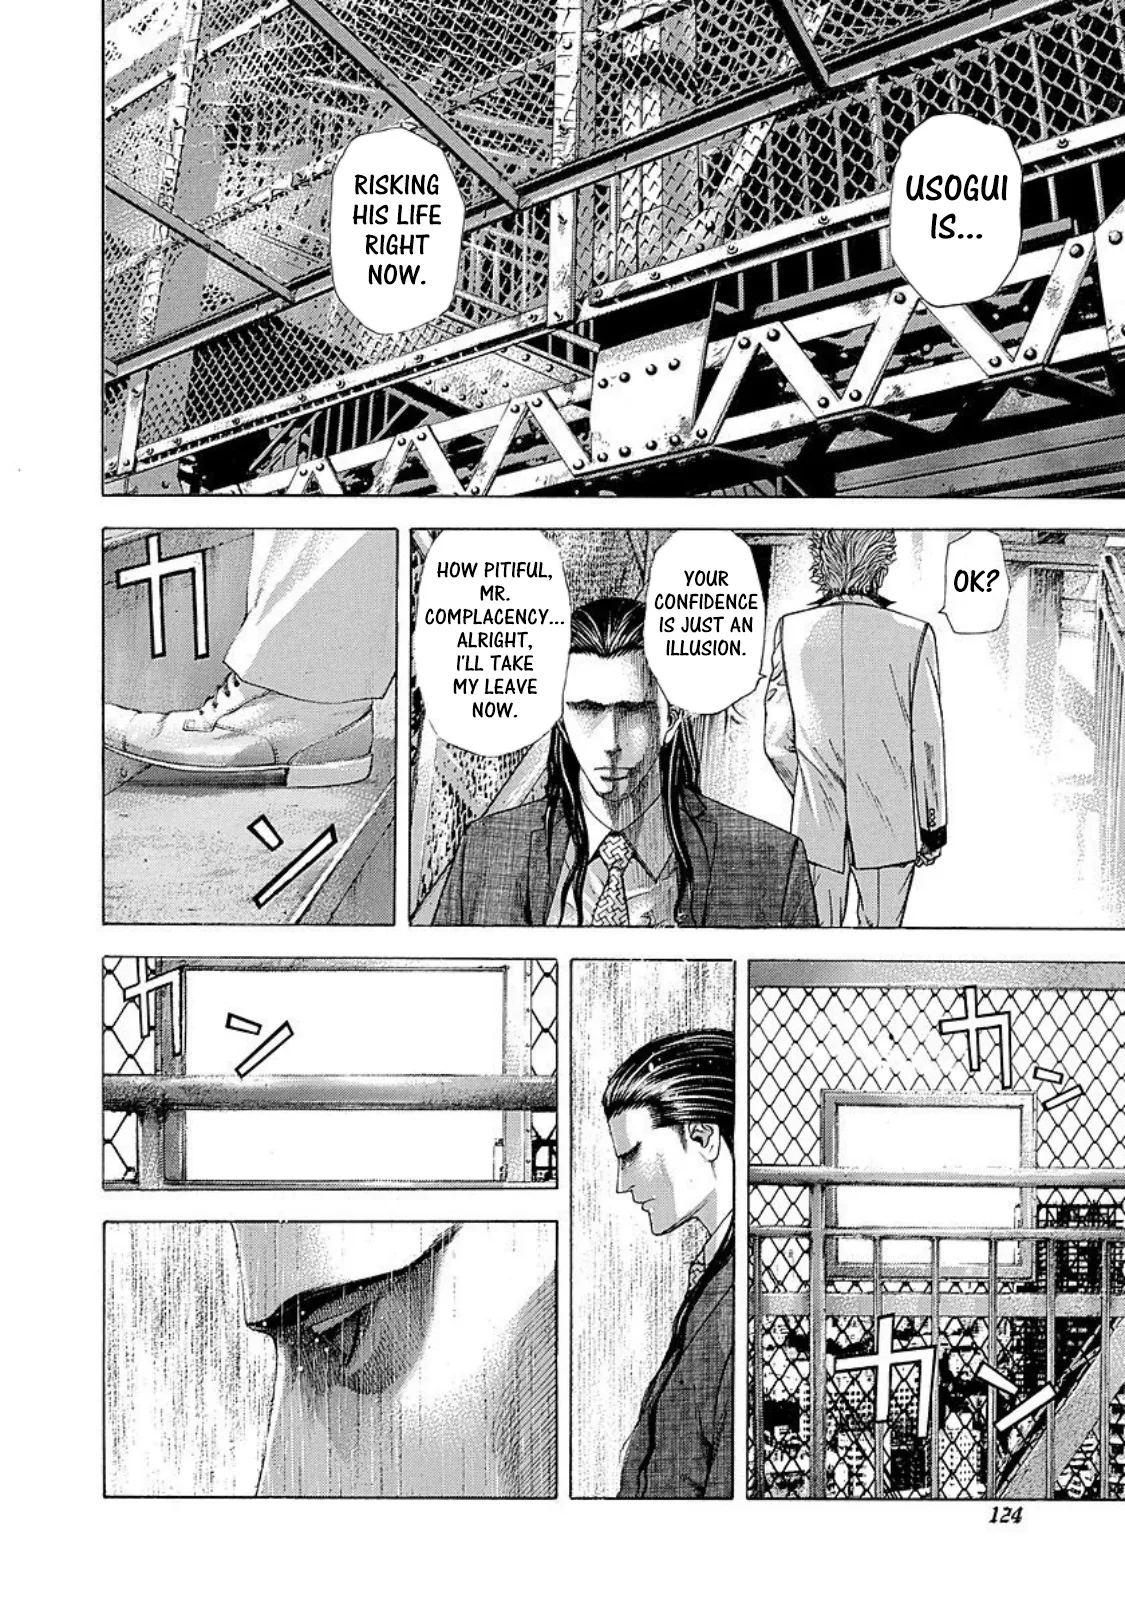 USOGUI
IS...
RISKING
HIS LIFE
RIGHT
NOW.
OK?
YOUR
CONFIDENCE
IS JUST AN
ILLUSION.
HOW PITIFUL,
MR.
COMPLACENCY...
ALRIGHT,
I'LL TAKE
MY LEAVE
NOW.
カン
カン
カン
カン
124